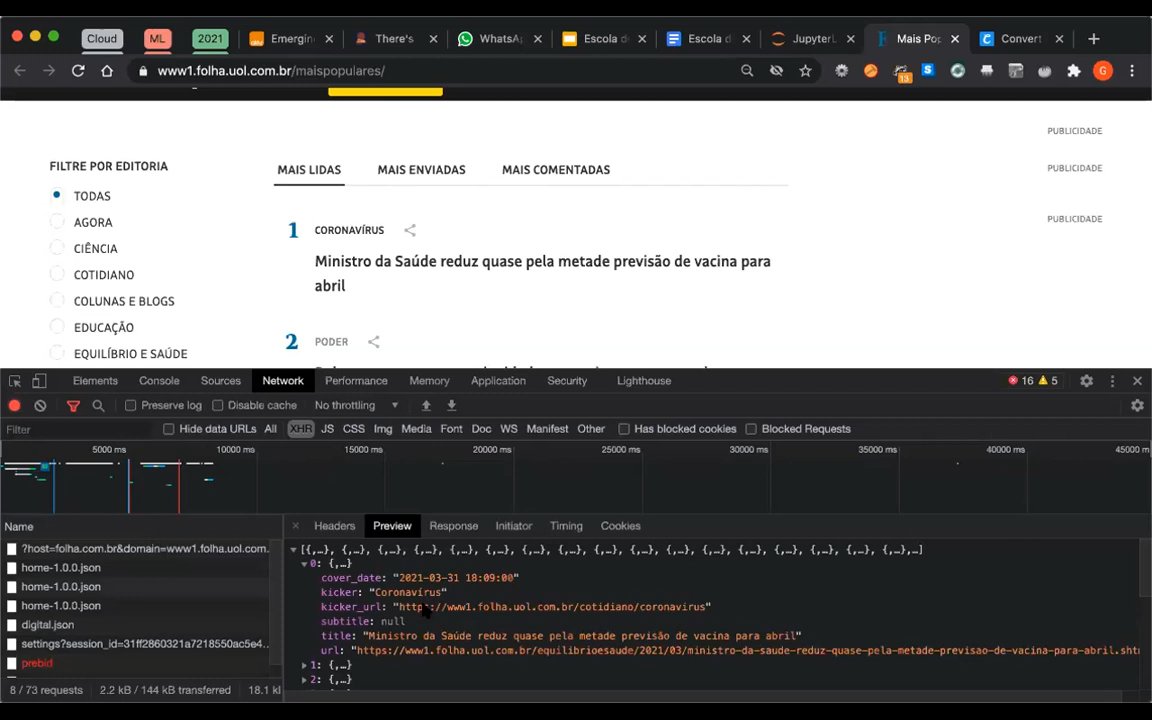 Cloud ML 2021 Emergin There's WhatsA Escola de Escola d JupyterL Mais Pop Convert
www1.folha.uol.com.br/maispopulares/
13
G
PUBLICIDADE
FILTRE POR EDITORIA
MAIS LIDAS MAIS ENVIADAS MAIS COMENTADAS
PUBLICIDADE
TODAS
AGORA
1 CORONAVÍRUS
PUBLICIDADE
CIÊNCIA
Ministro da Saúde reduz quase pela metade previsão de vacina para
abril
COTIDIANO
COLUNAS E BLOGS
EDUCAÇÃO
2 PODER
EQUILÍBRIO E SAÚDE
Elements Console Sources Network Performance Memory Application Security Lighthouse 16 5
Preserve log Disable cache No throttling
Filter Hide data URLs All XHR JS CSS Img Media Font Doc WS Manifest Other Has blocked cookies Blocked Requests
5000 ms 10000 ms 15000 ms 20000 ms 25000 ms 30000 ms 35000 ms 40000 ms 45000 m
Name
Headers Preview Response Initiator Timing Cookies
?host=folha.com.br&domain=www1.folha.uol.com...
home-1.0.0.json
home-1.0.0.json
home-1.0.0.json
digital.json
settings?session_id=31ff2860321a7218550ac5e4...
prebid
8 / 73 requests 2.2 kB / 144 kB transferred 18.1 kl
[{,…}, {,…}, {,…}, {,…}, {,…}, {,…}, {,…}, {,…}, {,…}, {,…}, {,…}, {,…}, {,…}, {,…}, {,…}, {,…}, {,…},…]
0: {,…}
cover_date: "2021-03-31 18:09:00"
kicker: "Coronavírus"
kicker_url: "https://www1.folha.uol.com.br/cotidiano/coronavirus"
subtitle: null
title: "Ministro da Saúde reduz quase pela metade previsão de vacina para abril"
url: "https://www1.folha.uol.com.br/equilibrioesaude/2021/03/ministro-da-saude-reduz-quase-pela-metade-previsao-de-vacina-para-abril.shtm
1: {,…}
2: {,…}